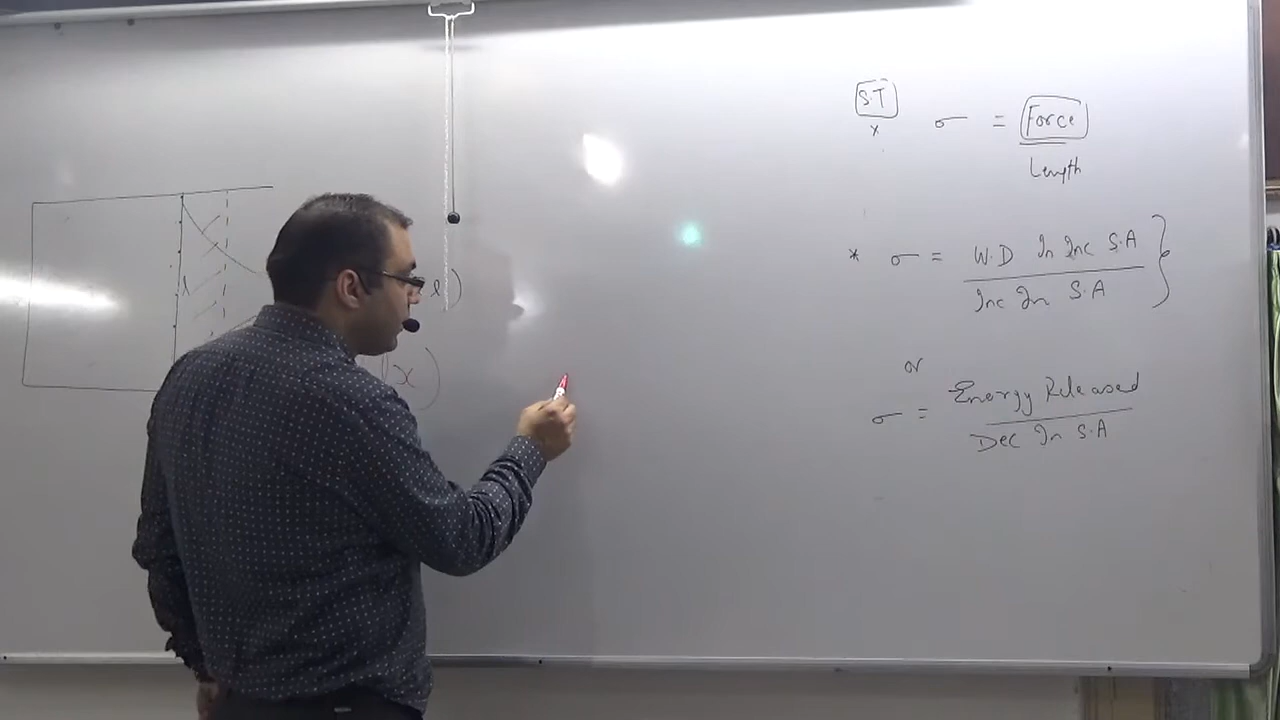 l
l)
(x)
S.T
x
σ = Force
Length
* σ = W.D In Inc S.A
Inc In S.A
or
σ = Energy Released
Dec In S.A